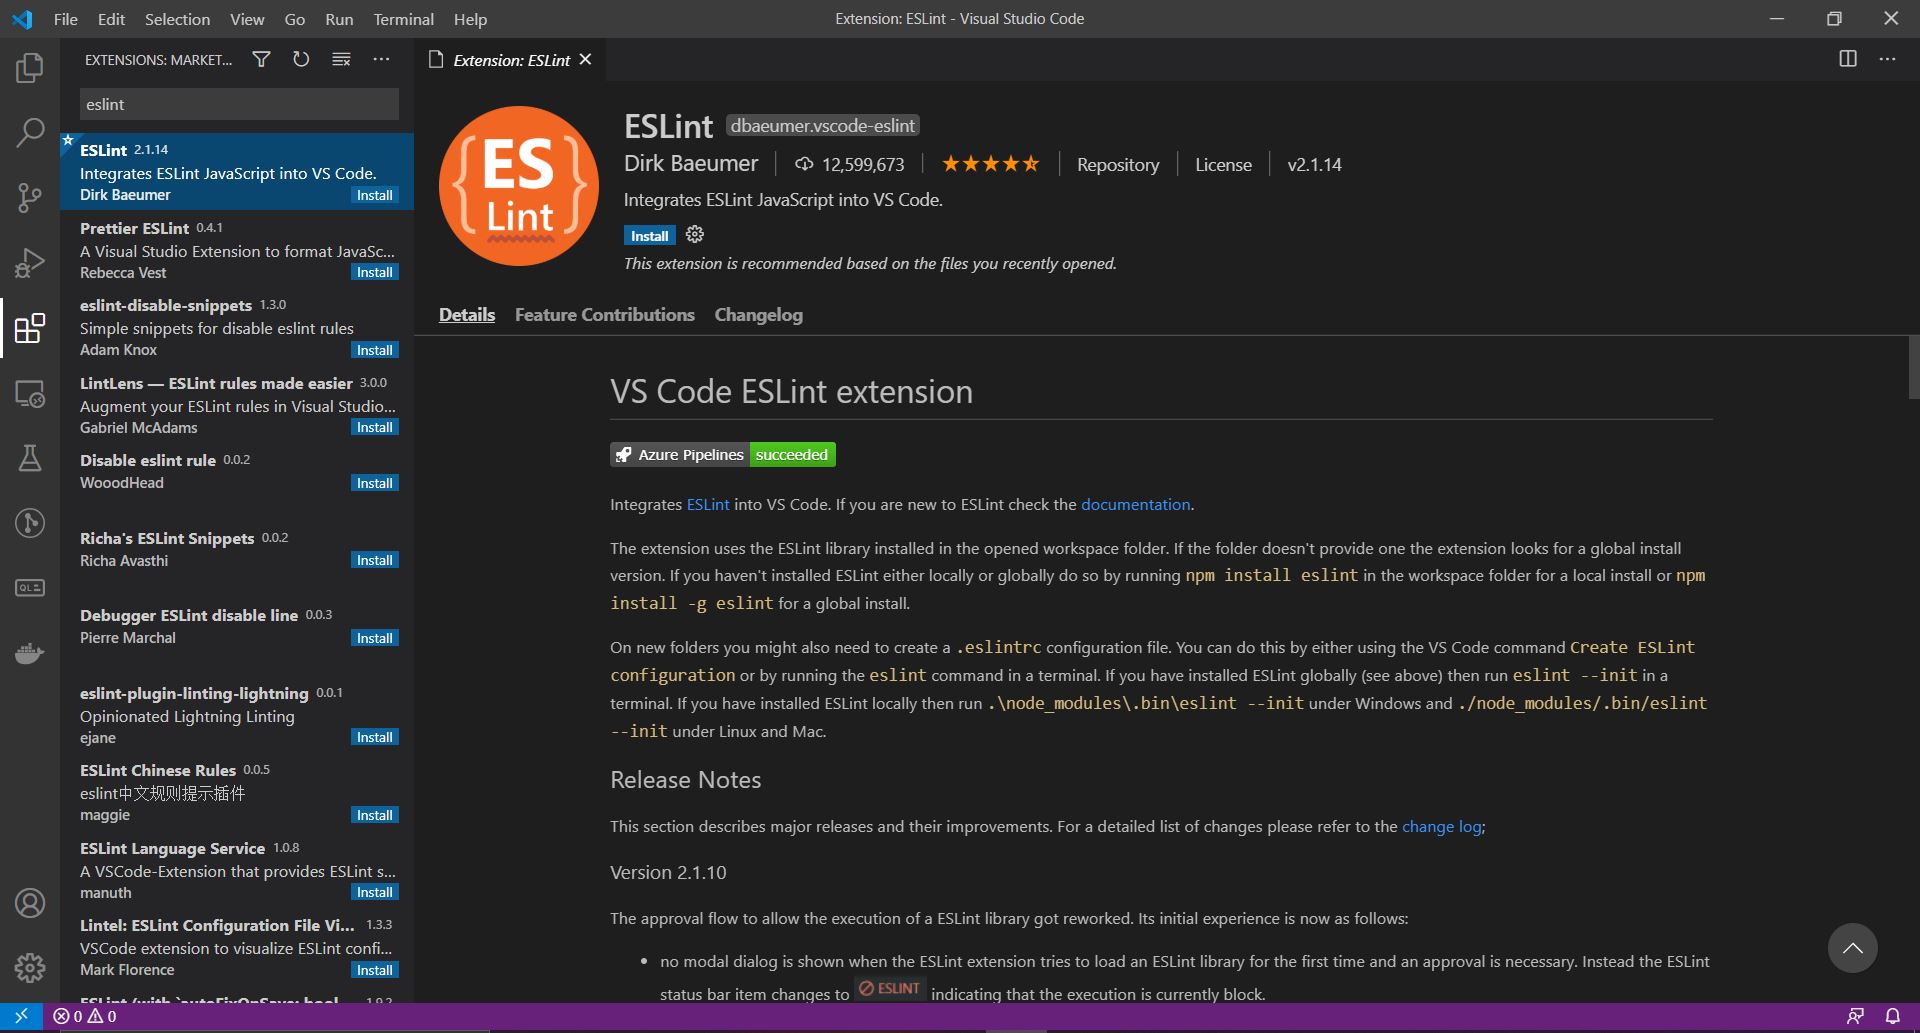 File Edit Selection View Go Run Terminal Help
Extension: ESLint - Visual Studio Code
EXTENSIONS: MARKET...
eslint
ESLint 2.1.14
Integrates ESLint JavaScript into VS Code.
Dirk Baeumer Install
Prettier ESLint 0.4.1
A Visual Studio Extension to format JavaSc...
Rebecca Vest Install
eslint-disable-snippets 1.3.0
Simple snippets for disable eslint rules
Adam Knox Install
LintLens — ESLint rules made easier 3.0.0
Augment your ESLint rules in Visual Studio...
Gabriel McAdams Install
Disable eslint rule 0.0.2
WooodHead Install
Richa's ESLint Snippets 0.0.2
Richa Avasthi Install
Debugger ESLint disable line 0.0.3
Pierre Marchal Install
eslint-plugin-linting-lightning 0.0.1
Opinionated Lightning Linting
ejane Install
ESLint Chinese Rules 0.0.5
eslint中文规则提示插件
maggie Install
ESLint Language Service 1.0.8
A VSCode-Extension that provides ESLint s...
manuth Install
Lintel: ESLint Configuration File Vi... 1.3.3
VSCode extension to visualize ESLint confi...
Mark Florence Install
ESLint (with `autoFixOnSave: bool... 1.9.2
QL
Extension: ESLint
{ES
Lint}
ESLint dbaeumer.vscode-eslint
Dirk Baeumer 12,599,673 Repository License v2.1.14
Integrates ESLint JavaScript into VS Code.
Install
This extension is recommended based on the files you recently opened.
Details Feature Contributions Changelog
VS Code ESLint extension
Azure Pipelines succeeded
Integrates ESLint into VS Code. If you are new to ESLint check the documentation.
The extension uses the ESLint library installed in the opened workspace folder. If the folder doesn't provide one the extension looks for a global install
version. If you haven't installed ESLint either locally or globally do so by running npm install eslint in the workspace folder for a local install or npm
install -g eslint for a global install.
On new folders you might also need to create a .eslintrc configuration file. You can do this by either using the VS Code command Create ESLint
configuration or by running the eslint command in a terminal. If you have installed ESLint globally (see above) then run eslint --init in a
terminal. If you have installed ESLint locally then run .\node_modules\.bin\eslint --init under Windows and ./node_modules/.bin/eslint
--init under Linux and Mac.
Release Notes
This section describes major releases and their improvements. For a detailed list of changes please refer to the change log;
Version 2.1.10
The approval flow to allow the execution of a ESLint library got reworked. Its initial experience is now as follows:
• no modal dialog is shown when the ESLint extension tries to load an ESLint library for the first time and an approval is necessary. Instead the ESLint
status bar item changes to ESLINT indicating that the execution is currently block.
0 0